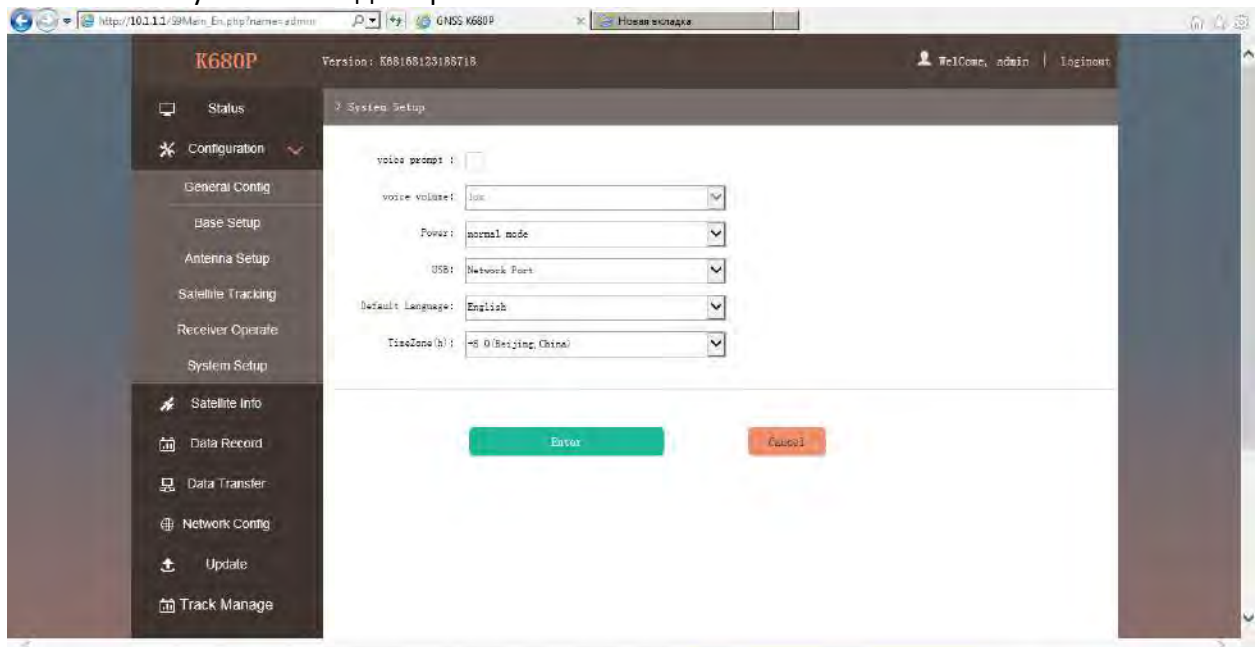 http://10.1.1.1/S9Main_En.php?name=admin
GNSS K680P
Новая вкладка
K680P
Version: K68168123188718
WelCome, admin | loginout
Status
> System Setup
Configuration
voice prompt :
General Config
voice volume: low
Base Setup
Power: normal mode
Antenna Setup
USB: Network Port
Satellite Tracking
Default Language: English
Receiver Operate
TimeZone(h): +8.0(Beijing,China)
System Setup
Satellite Info
Data Record
Enter
Cancel
Data Transfer
Network Config
Update
Track Manage